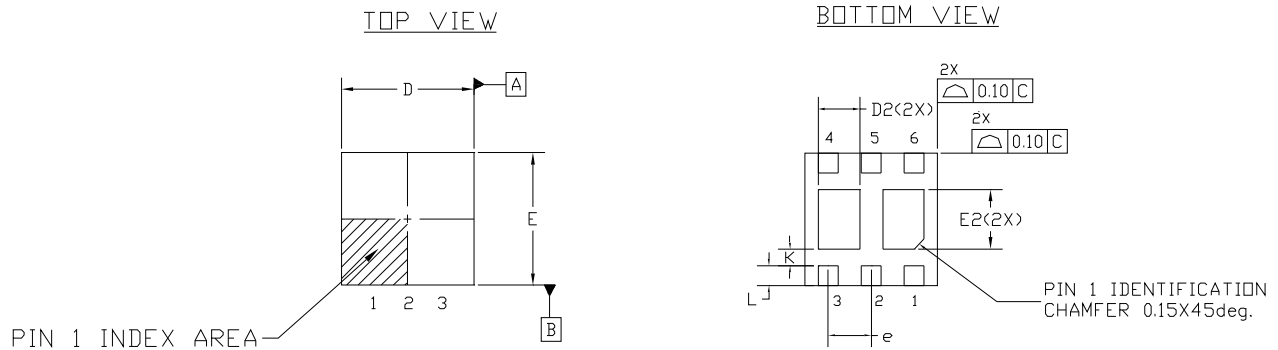 TOP VIEW
D
A
E
1 2 3
B
PIN 1 INDEX AREA
BOTTOM VIEW
2X
0.10 C
D2(2X)
2X
0.10 C
4 5 6
E2(2X)
K
L
3 2 1
e
PIN 1 IDENTIFICATION
CHAMFER 0.15X45deg.